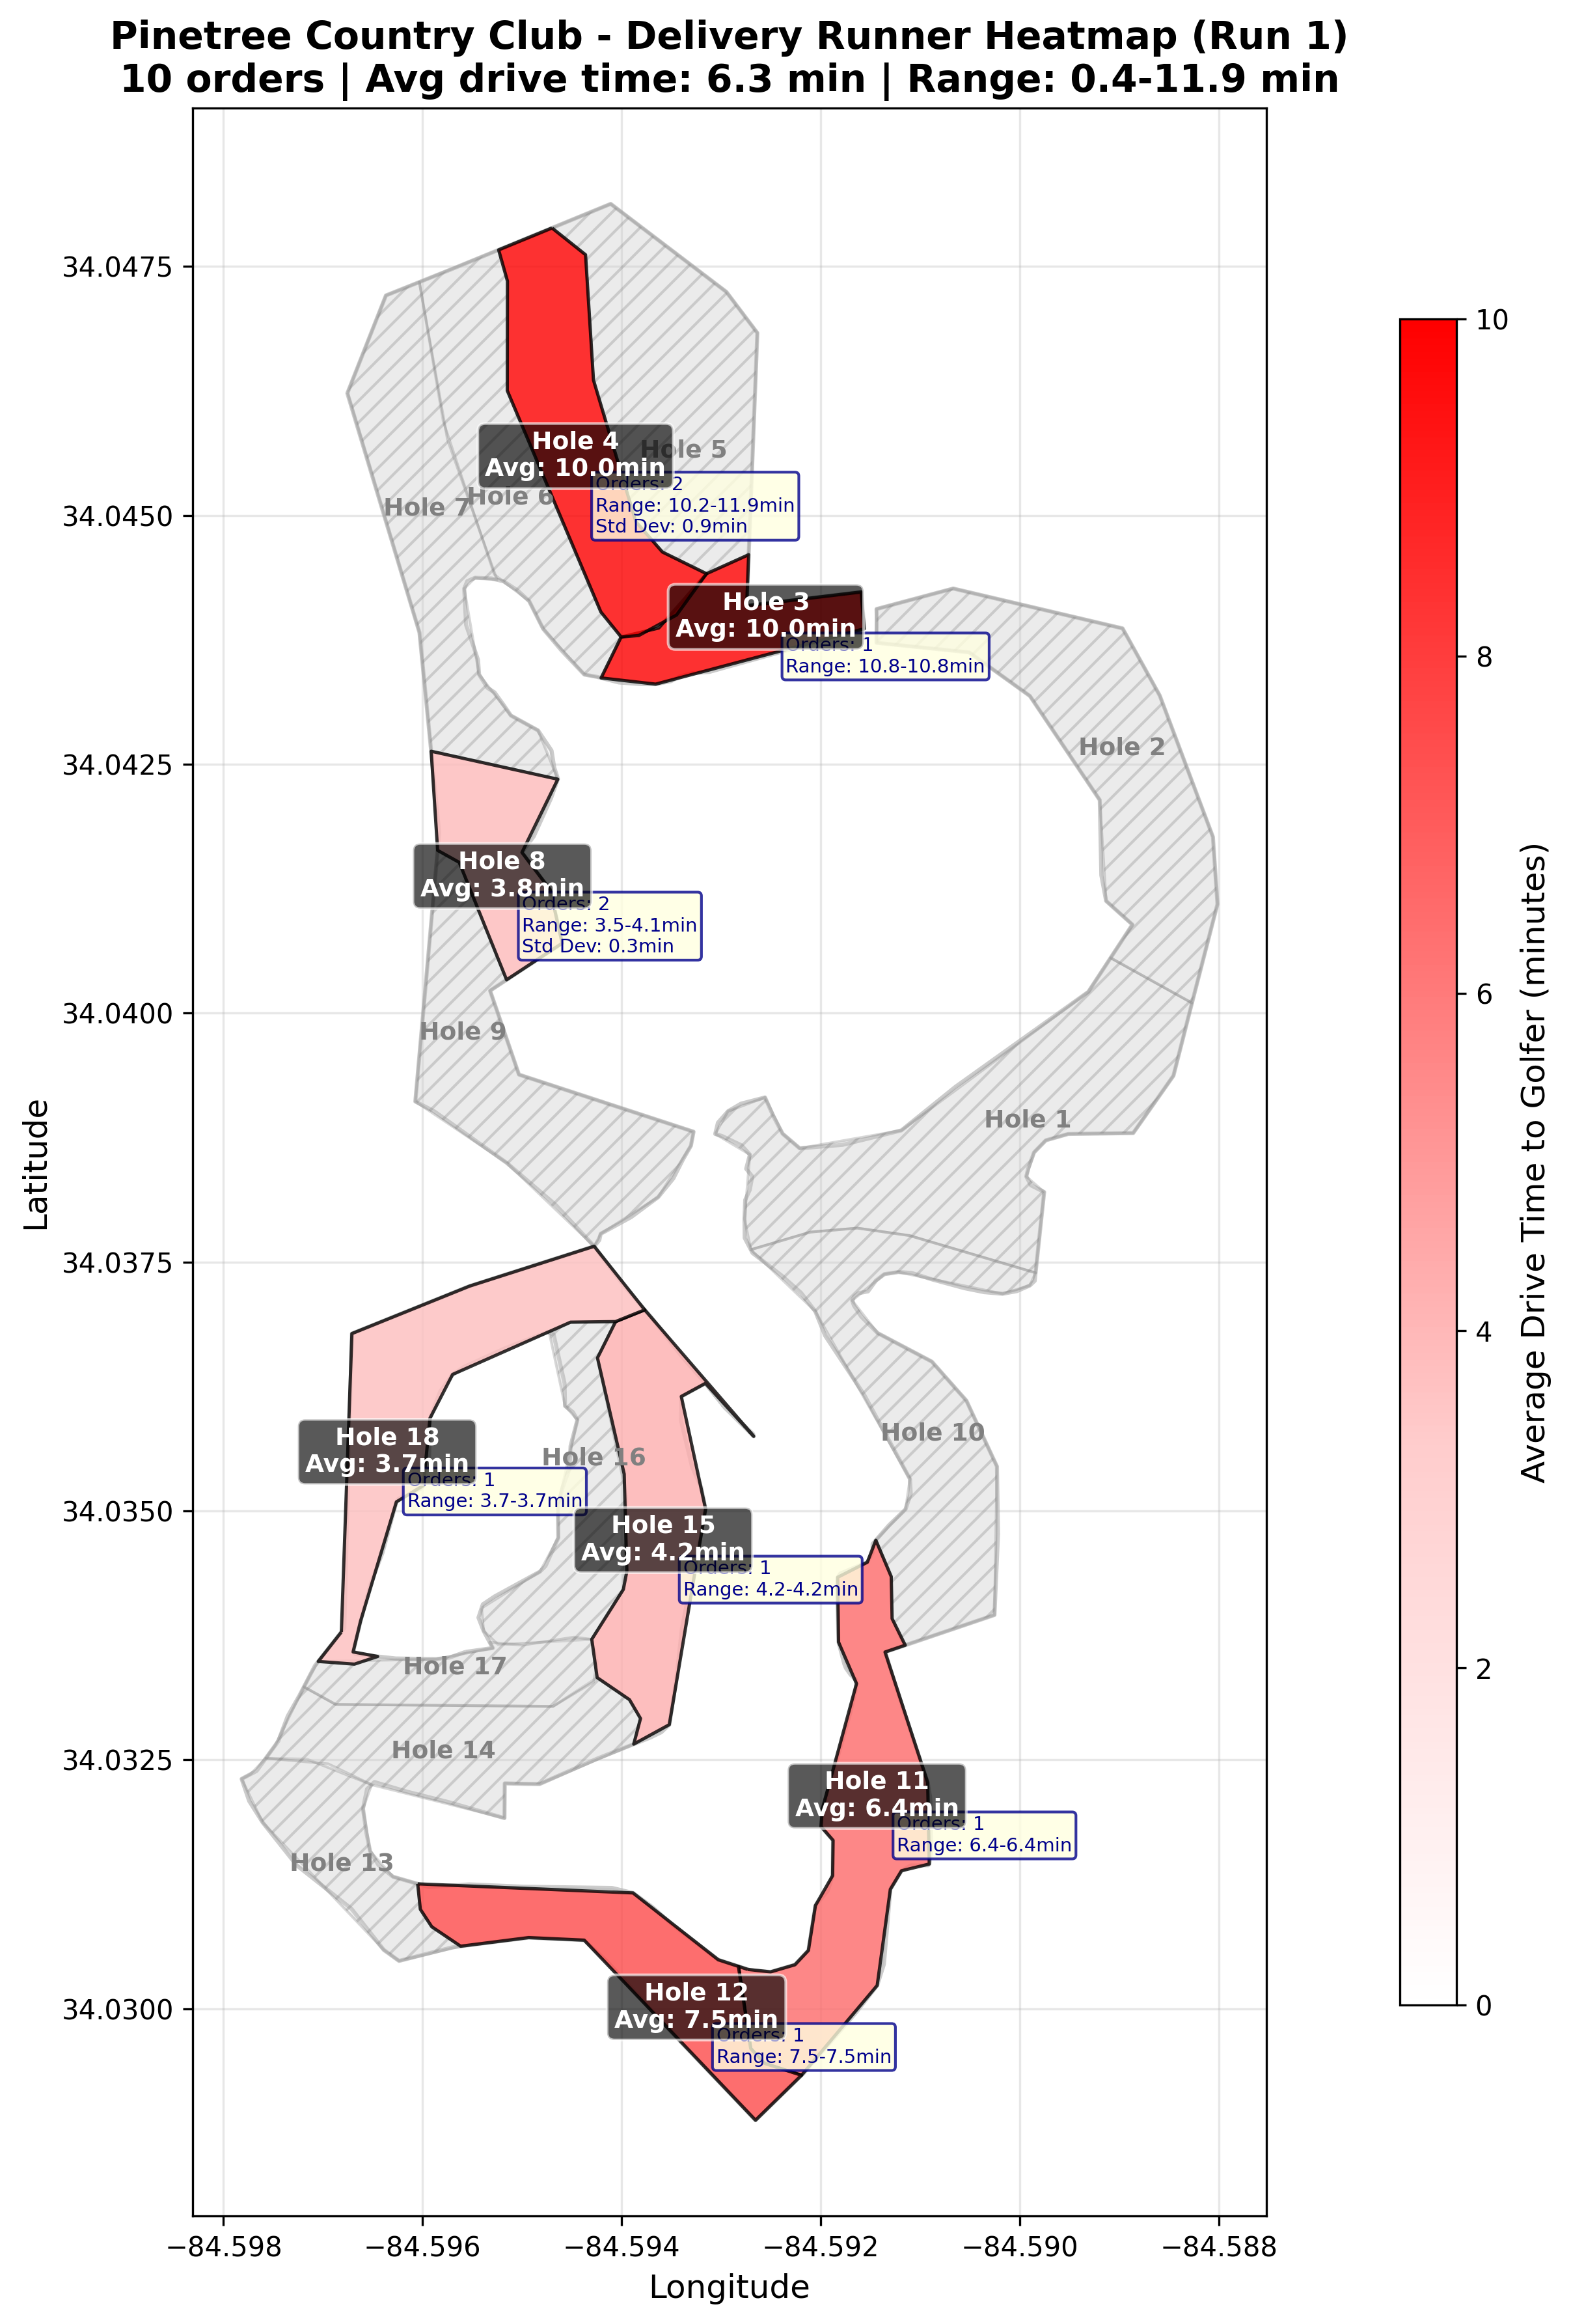 Pinetree Country Club - Delivery Runner Heatmap (Run 1)
10 orders | Avg drive time: 6.3 min | Range: 0.4-11.9 min
34.0475
34.0450
34.0425
34.0400
34.0375
34.0350
34.0325
34.0300
Latitude
Hole 4
Avg: 10.0min
Hole 5
Orders: 2
Range: 10.2-11.9min
Std Dev: 0.9min
Hole 7
Hole 6
Hole 3
Avg: 10.0min
Orders: 1
Range: 10.8-10.8min
Hole 2
Hole 8
Avg: 3.8min
Orders: 2
Range: 3.5-4.1min
Std Dev: 0.3min
Hole 9
Hole 1
Hole 10
Hole 18
Avg: 3.7min
Orders: 1
Range: 3.7-3.7min
Hole 16
Hole 15
Avg: 4.2min
Orders: 1
Range: 4.2-4.2min
Hole 17
Hole 14
Hole 11
Avg: 6.4min
Orders: 1
Range: 6.4-6.4min
Hole 13
Hole 12
Avg: 7.5min
Orders: 1
Range: 7.5-7.5min
−84.598
−84.596
−84.594
−84.592
−84.590
−84.588
Longitude
10
8
6
4
2
0
Average Drive Time to Golfer (minutes)